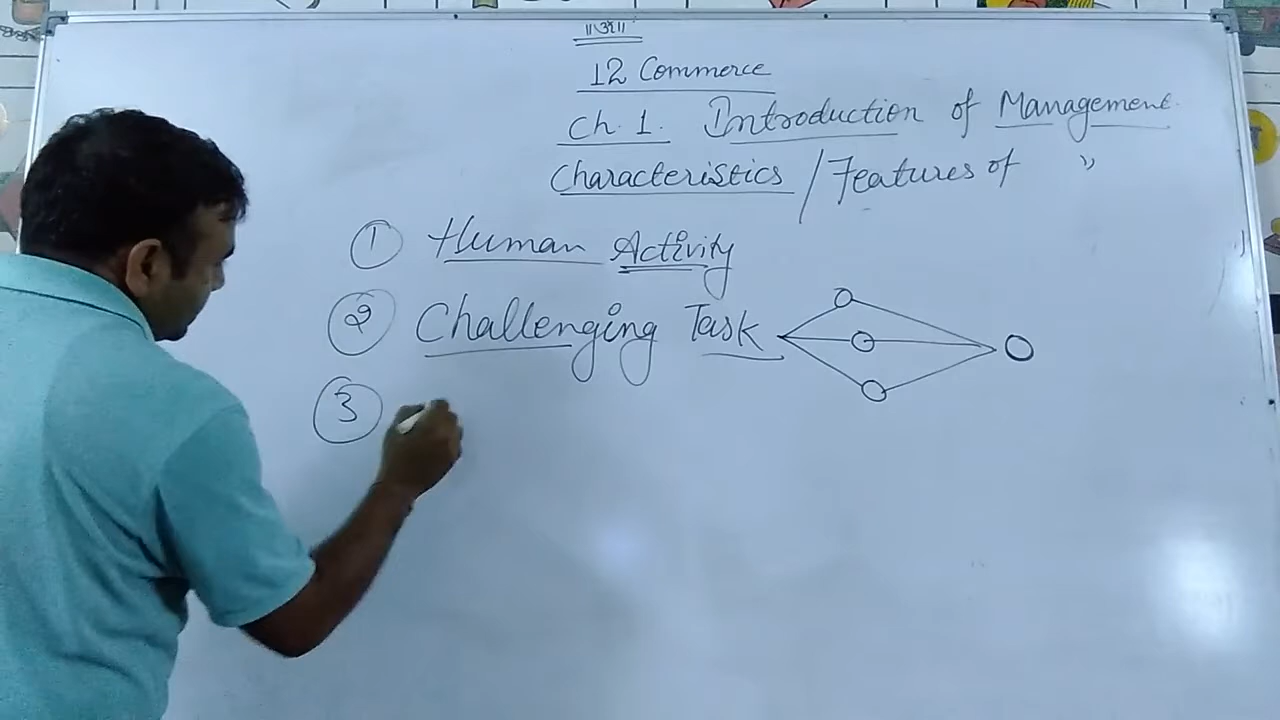 ॥ॐ॥
12 Commerce
Ch. 1. Introduction of Management
Characteristics / Features of "
1 Human Activity
2 Challenging Task
3